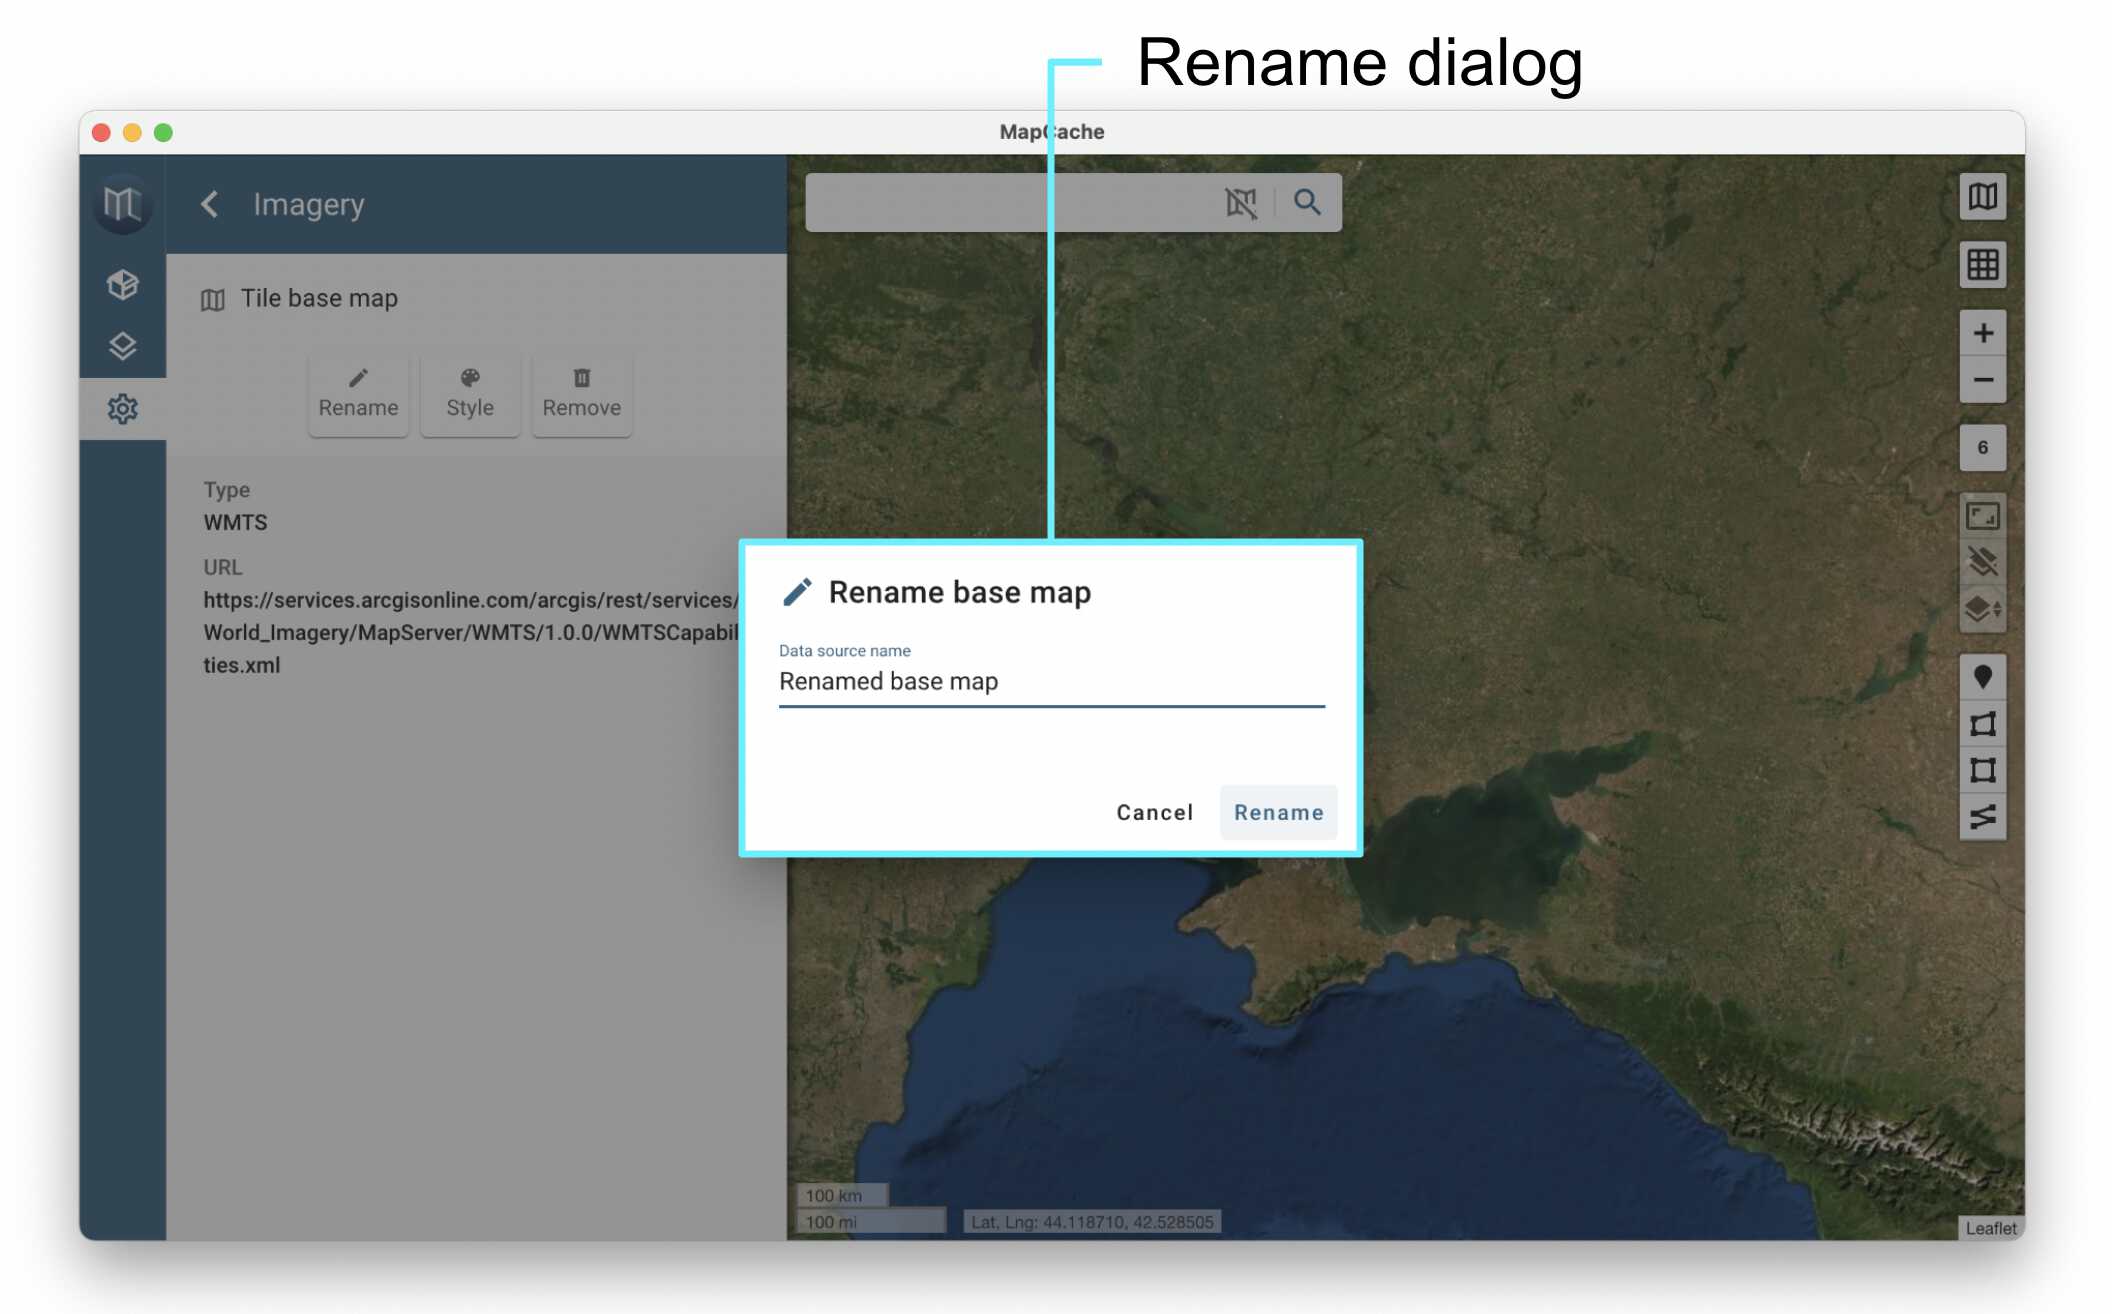 Rename dialog
MapCache
Imagery
Tile base map
Rename
Style
Remove
Type
WMTS
URL
https://services.arcgisonline.com/arcgis/rest/services/
World_Imagery/MapServer/WMTS/1.0.0/WMTSCapabil
ties.xml
6
Rename base map
Data source name
Renamed base map
Cancel
Rename
100 km
100 mi
Lat, Lng: 44.118710, 42.528505
Leaflet